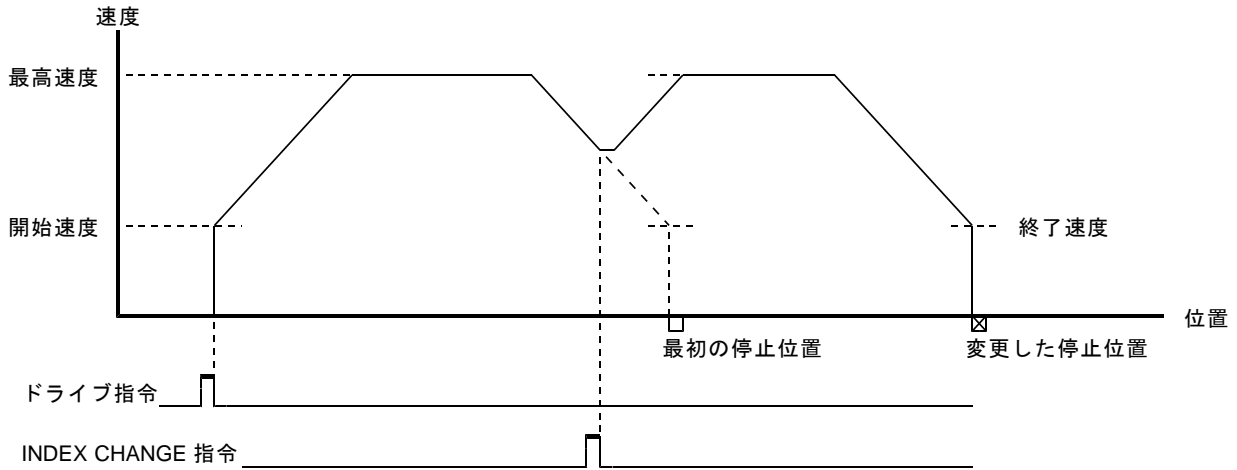 速度
最高速度
開始速度
終了速度
位置
最初の停止位置
変更した停止位置
ドライブ指令
INDEX CHANGE 指令